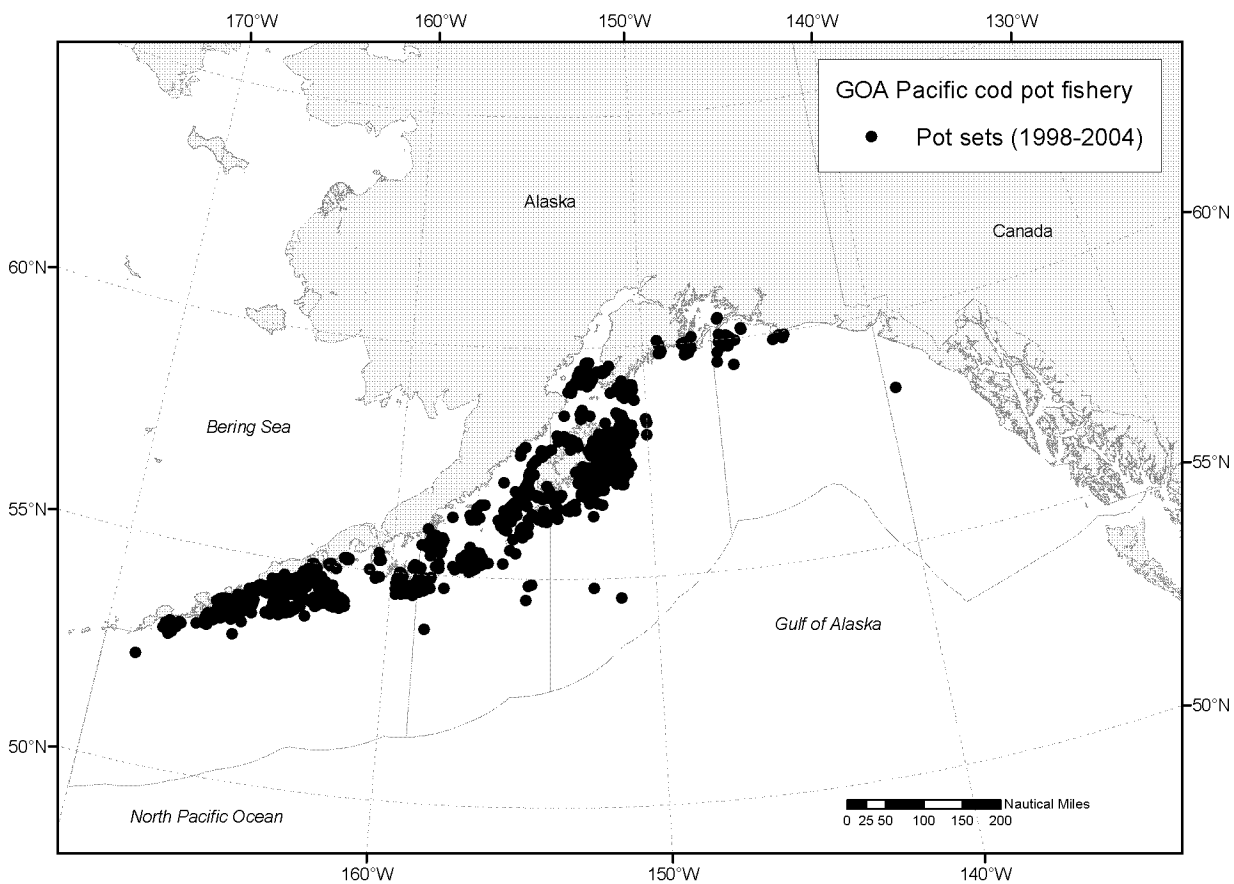 170°W 160°W 150°W 140°W 130°W
GOA Pacific cod pot fishery
Pot sets (1998-2004)
Alaska
60°N
Canada
60°N
Bering Sea
55°N
55°N
Gulf of Alaska
50°N
50°N
North Pacific Ocean
Nautical Miles
0 25 50 100 150 200
160°W 150°W 140°W